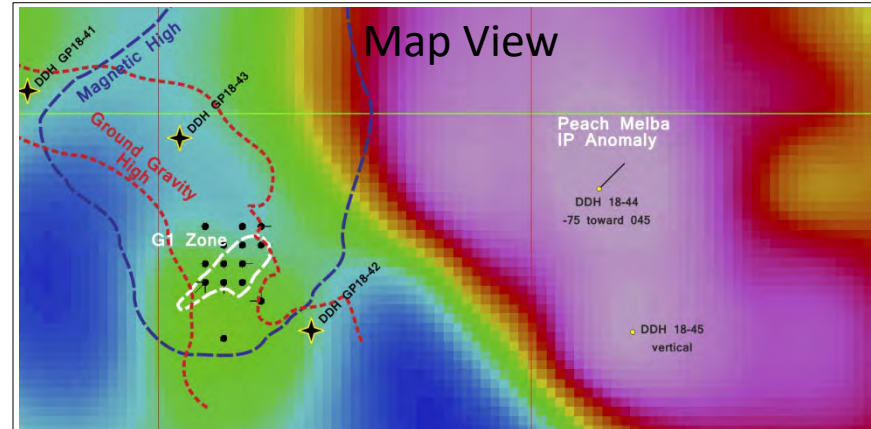 Map View
DDH GP18-41
Magnetic High
DDH GP18-43
Ground Gravity
High
Peach Melba
IP Anomaly
DDH 18-44
-75 toward 045
G1 Zone
DDH GP18-42
DDH 18-45
vertical